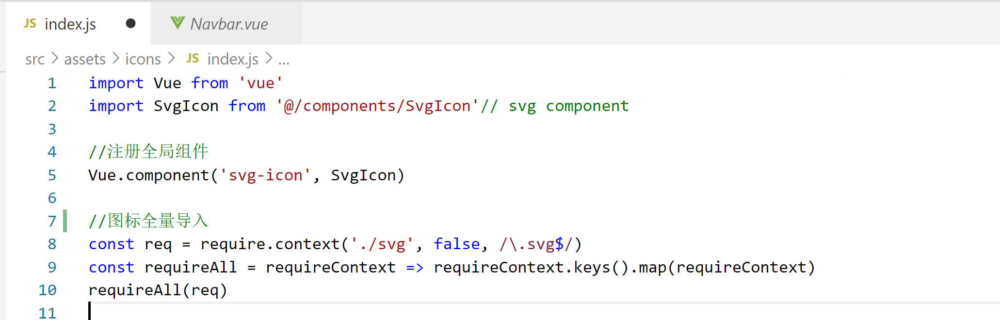 JS index.js ● Navbar.vue
src > assets > icons > JS index.js > ...
1 import Vue from 'vue'
2 import SvgIcon from '@/components/SvgIcon'// svg component
3
4 //注册全局组件
5 Vue.component('svg-icon', SvgIcon)
6
7 //图标全量导入
8 const req = require.context('./svg', false, /\.svg$/)
9 const requireAll = requireContext => requireContext.keys().map(requireContext)
10 requireAll(req)
11